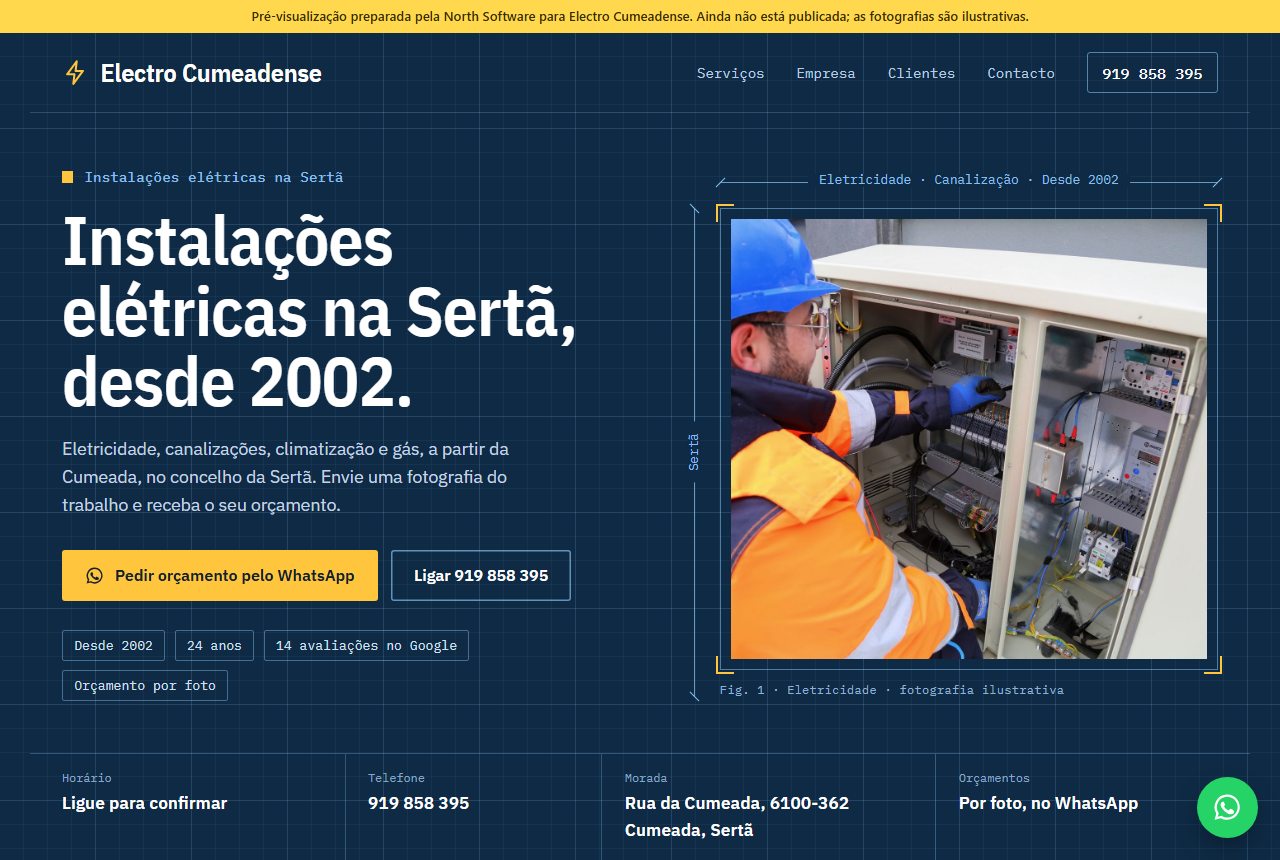 Pré-visualização preparada pela North Software para Electro Cumeadense. Ainda não está publicada; as fotografias são ilustrativas.
Electro Cumeadense
Serviços
Empresa
Clientes
Contacto
919 858 395
Instalações elétricas na Sertã
Instalações
elétricas na Sertã,
desde 2002.
Eletricidade, canalizações, climatização e gás, a partir da
Cumeada, no concelho da Sertã. Envie uma fotografia do
trabalho e receba o seu orçamento.
Pedir orçamento pelo WhatsApp
Ligar 919 858 395
Desde 2002
24 anos
14 avaliações no Google
Orçamento por foto
Eletricidade · Canalização · Desde 2002
Sertã
Fig. 1 · Eletricidade · fotografia ilustrativa
Horário
Ligue para confirmar
Telefone
919 858 395
Morada
Rua da Cumeada, 6100-362
Cumeada, Sertã
Orçamentos
Por foto, no WhatsApp